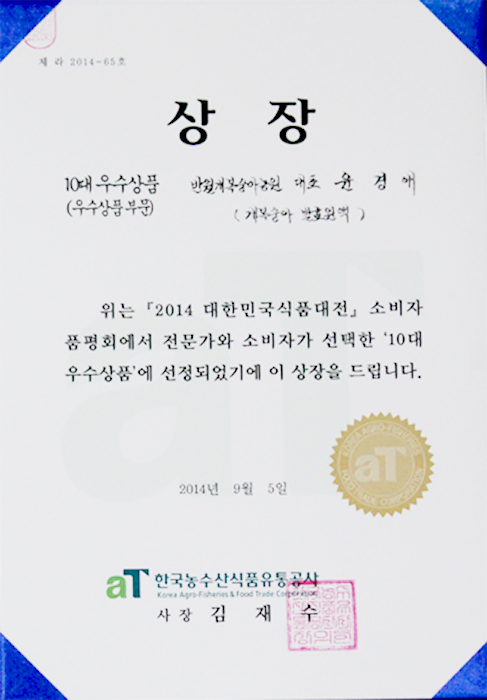 제 라 2014-65호
상 장
10대 우수상품 반월개복숭아농원 대표 윤 경 애
(우수상품 부문) (개복숭아 발효원액)
위는 『2014 대한민국식품대전』 소비자
품평회에서 전문가와 소비자가 선택한 '10대
우수상품'에 선정되었기에 이 상장을 드립니다.
aT
2014년 9월 5일
aT 한국농수산식품유통공사
Korea Agro-Fisheries & Food Trade Corporation
사 장 김 재 수